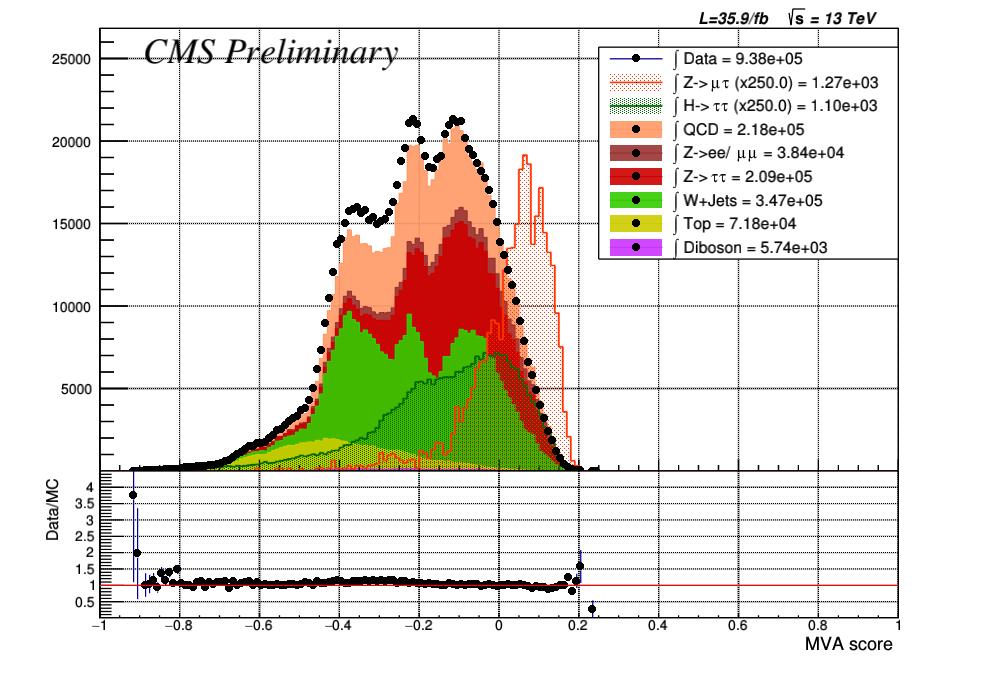 L=35.9/fb √s = 13 TeV
CMS Preliminary
25000
20000
15000
10000
5000
∫ Data = 9.38e+05
∫ Z->μτ (x250.0) = 1.27e+03
∫ H->ττ (x250.0) = 1.10e+03
∫ QCD = 2.18e+05
∫ Z->ee/ μμ = 3.84e+04
∫ Z->ττ = 2.09e+05
∫ W+Jets = 3.47e+05
∫ Top = 7.18e+04
∫ Diboson = 5.74e+03
Data/MC
4
3.5
3
2.5
2
1.5
1
0.5
−1 −0.8 −0.6 −0.4 −0.2 0 0.2 0.4 0.6 0.8 1
MVA score